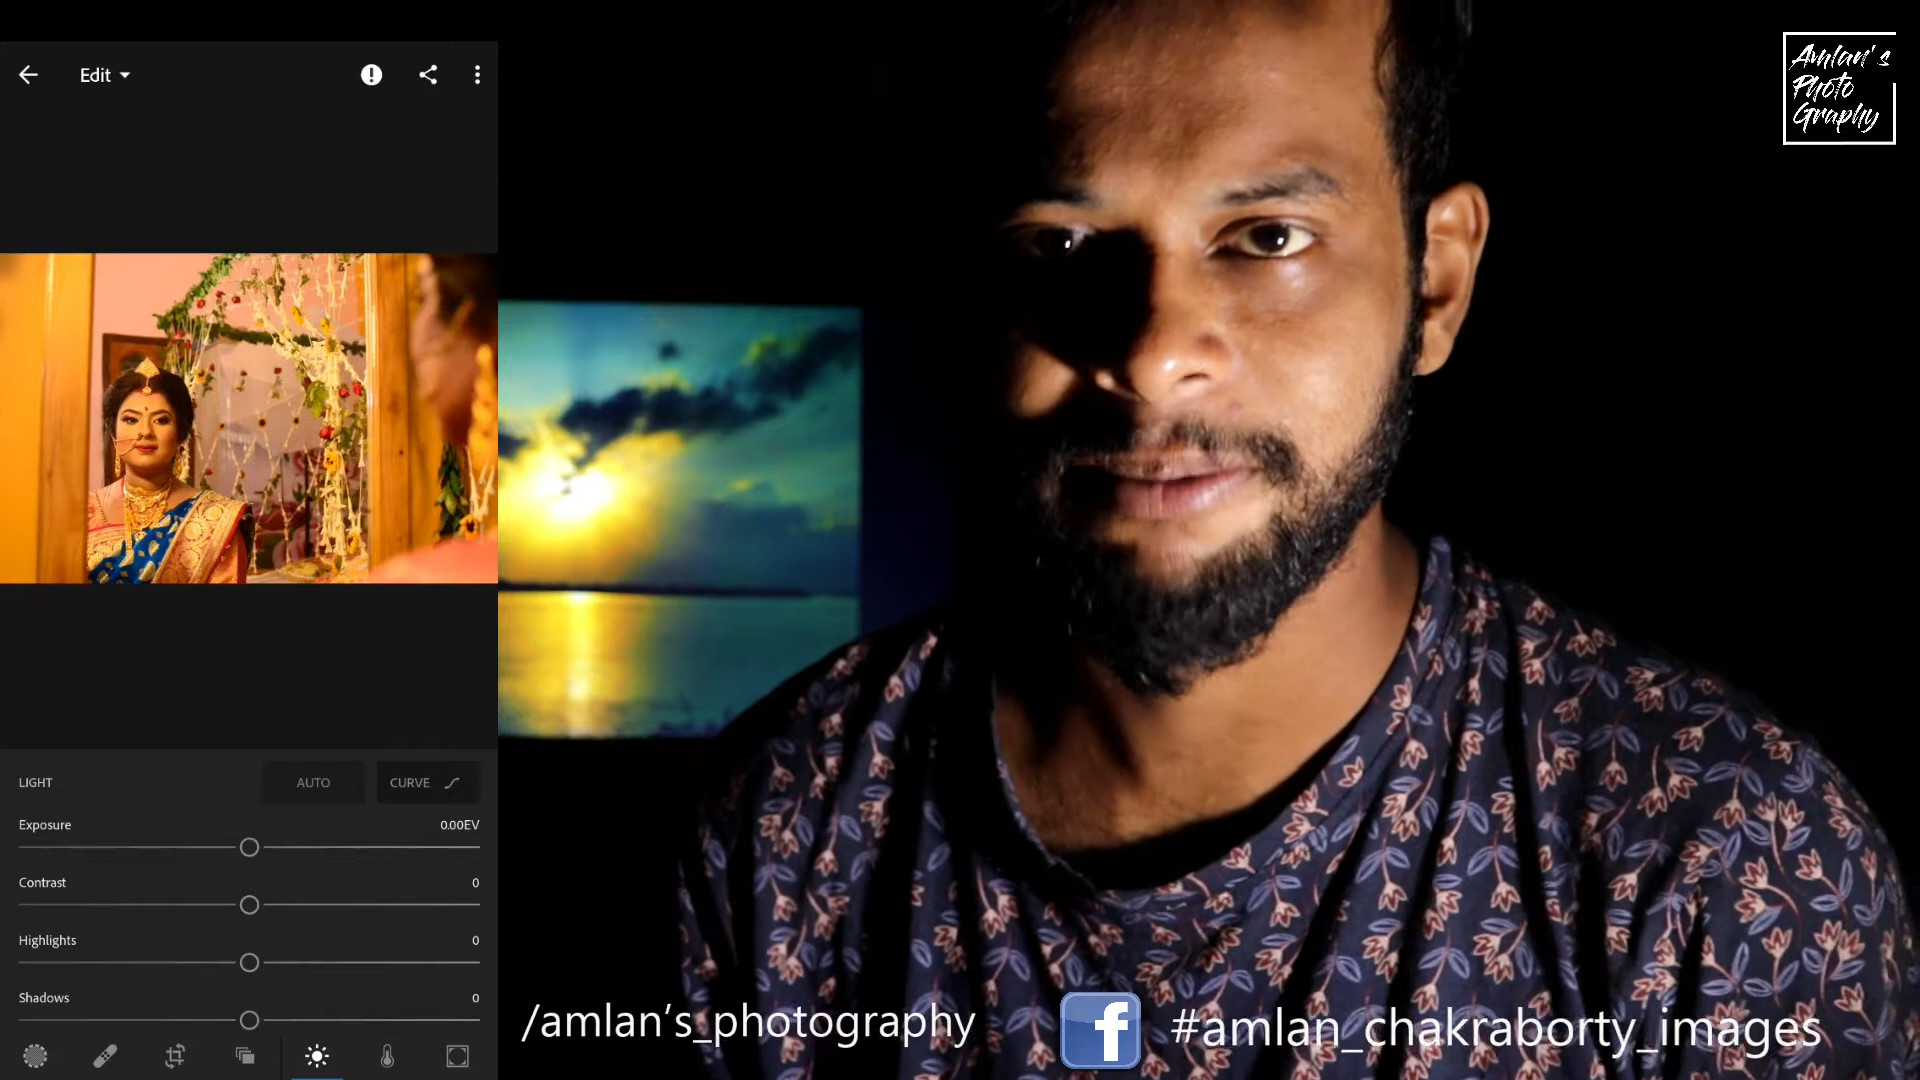 Edit
Amlan's
Photo
Graphy
LIGHT
AUTO
CURVE
Exposure
0.00EV
Contrast
0
Highlights
0
Shadows
0
/amlan’s_photography
f
#amlan_chakraborty_images